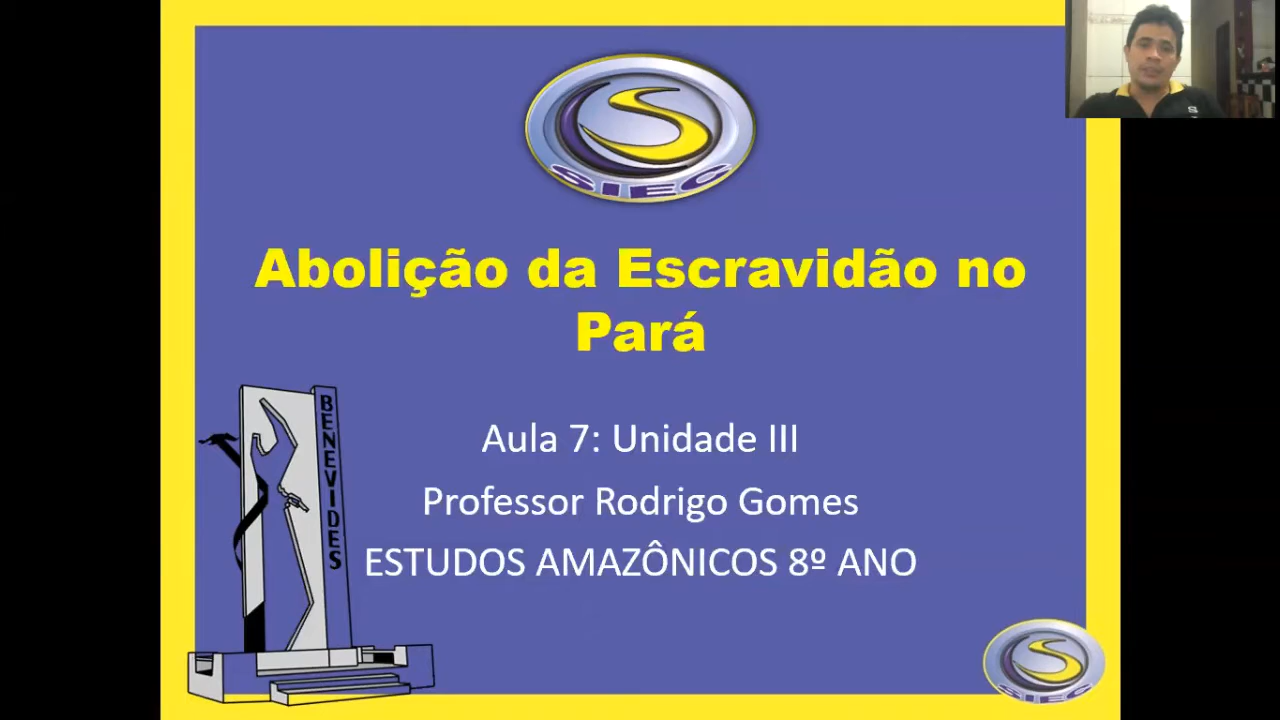 SIEC
Abolição da Escravidão no
Pará
BENEVIDES
Aula 7: Unidade III
Professor Rodrigo Gomes
ESTUDOS AMAZÔNICOS 8º ANO
SIEC